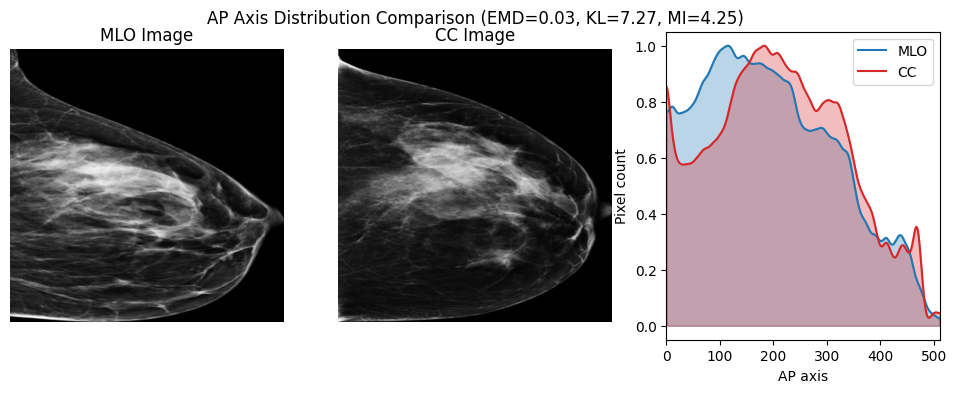 AP Axis Distribution Comparison (EMD=0.03, KL=7.27, MI=4.25)
MLO Image
CC Image
MLO
CC
Pixel count
1.0
0.8
0.6
0.4
0.2
0.0
0 100 200 300 400 500
AP axis